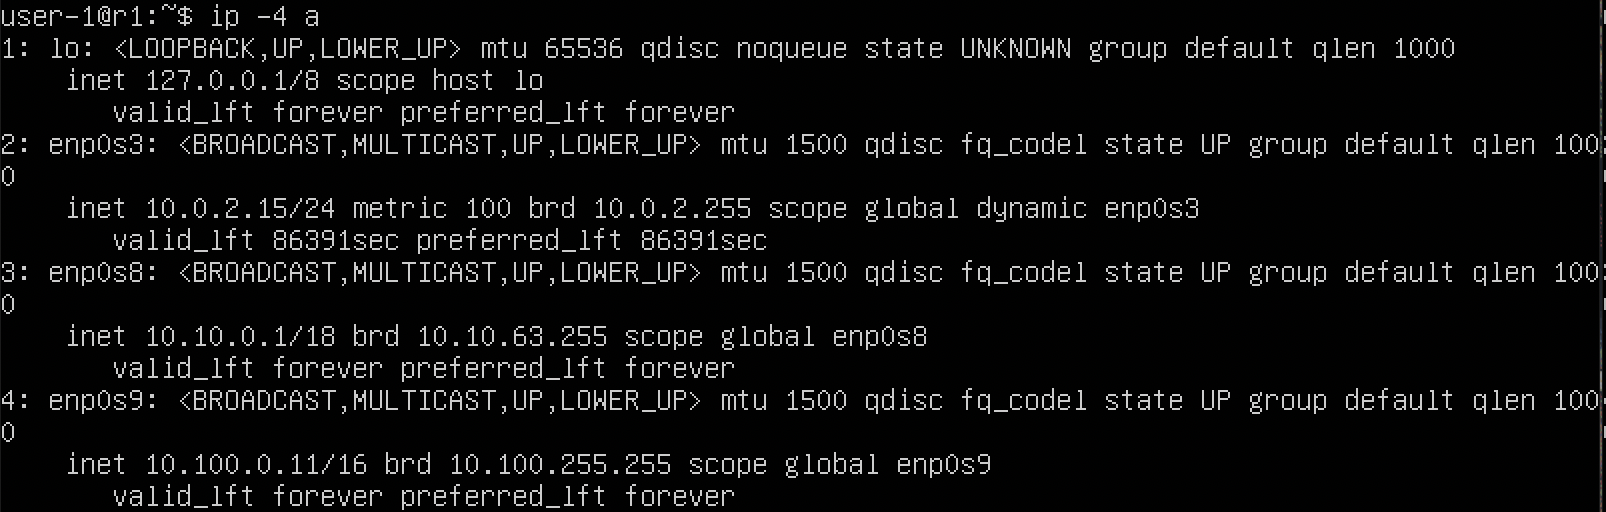 user-1@r1:~$ ip -4 a
1: lo: <LOOPBACK,UP,LOWER_UP> mtu 65536 qdisc noqueue state UNKNOWN group default qlen 1000
    inet 127.0.0.1/8 scope host lo
       valid_lft forever preferred_lft forever
2: enp0s3: <BROADCAST,MULTICAST,UP,LOWER_UP> mtu 1500 qdisc fq_codel state UP group default qlen 100
0
    inet 10.0.2.15/24 metric 100 brd 10.0.2.255 scope global dynamic enp0s3
       valid_lft 86391sec preferred_lft 86391sec
3: enp0s8: <BROADCAST,MULTICAST,UP,LOWER_UP> mtu 1500 qdisc fq_codel state UP group default qlen 100
0
    inet 10.10.0.1/18 brd 10.10.63.255 scope global enp0s8
       valid_lft forever preferred_lft forever
4: enp0s9: <BROADCAST,MULTICAST,UP,LOWER_UP> mtu 1500 qdisc fq_codel state UP group default qlen 100
0
    inet 10.100.0.11/16 brd 10.100.255.255 scope global enp0s9
       valid_lft forever preferred_lft forever